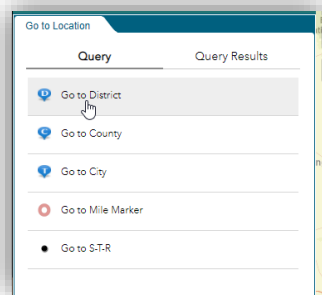 Go to Location
Query Query Results
D Go to District
C Go to County
T Go to City
Go to Mile Marker
Go to S-T-R